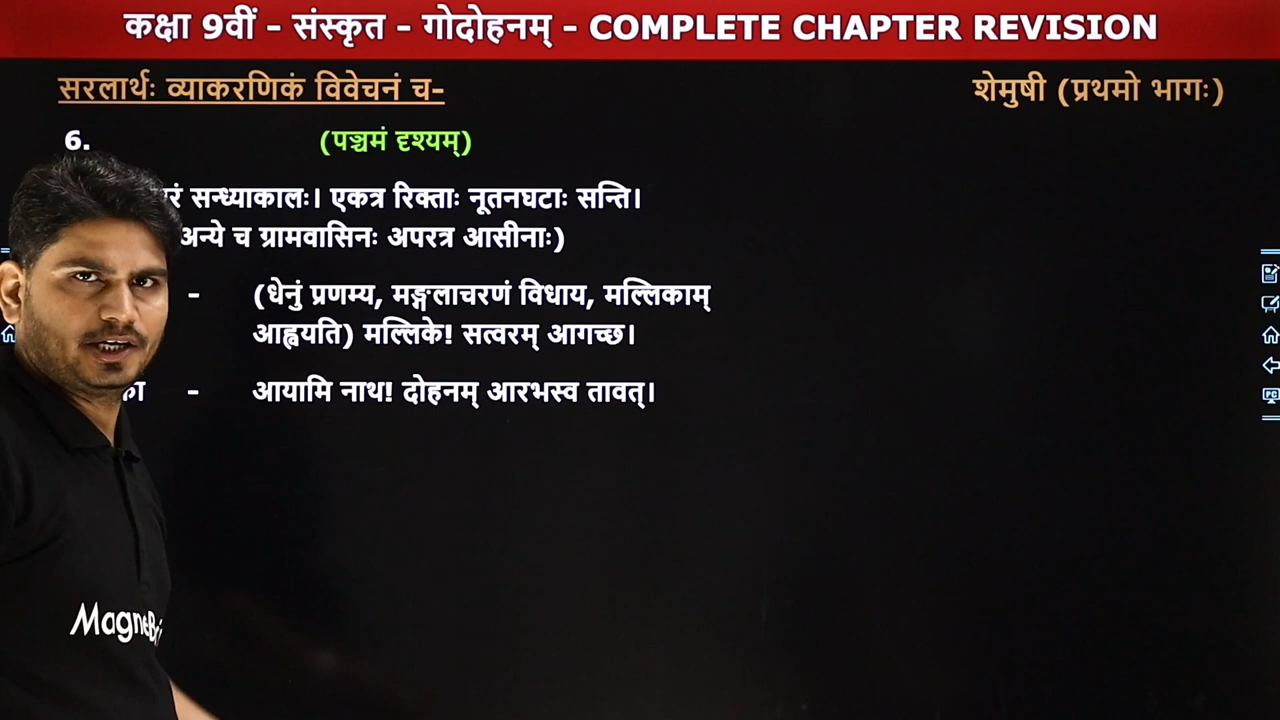 कक्षा 9वीं – संस्कृत – गोदोहनम् – COMPLETE CHAPTER REVISION
सरलार्थः व्याकरणिकं विवेचनं च-
शेमुषी (प्रथमो भागः)
6.
(पञ्चमं दृश्यम्)
सन्ध्याकालः। एकत्र रिक्ताः नूतनघटाः सन्ति।
अन्ये च ग्रामवासिनः अपरत्र आसीनाः)
- (धेनुं प्रणम्य, मङ्गलाचरणं विधाय, मल्लिकाम्
आह्वयति) मल्लिके! सत्वरम् आगच्छ।
- आयामि नाथ! दोहनम् आरभस्व तावत्।